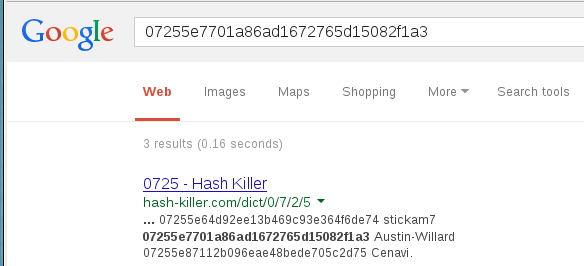 Google 07255e7701a86ad1672765d15082f1a3
Web Images Maps Shopping More Search tools
3 results (0.16 seconds)
0725 - Hash Killer
hash-killer.com/dict/0/7/2/5
... 07255e64d92ee13b469c93e364f6de74 stickam7
07255e7701a86ad1672765d15082f1a3 Austin-Willard
07255e87112b096eae48bede705c2d75 Cenavi.